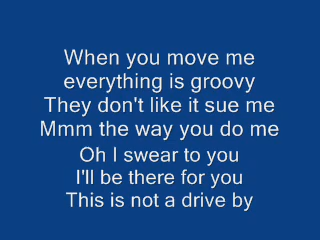 When you move me
everything is groovy
They don't like it sue me
Mmm the way you do me
Oh I swear to you
I'll be there for you
This is not a drive by